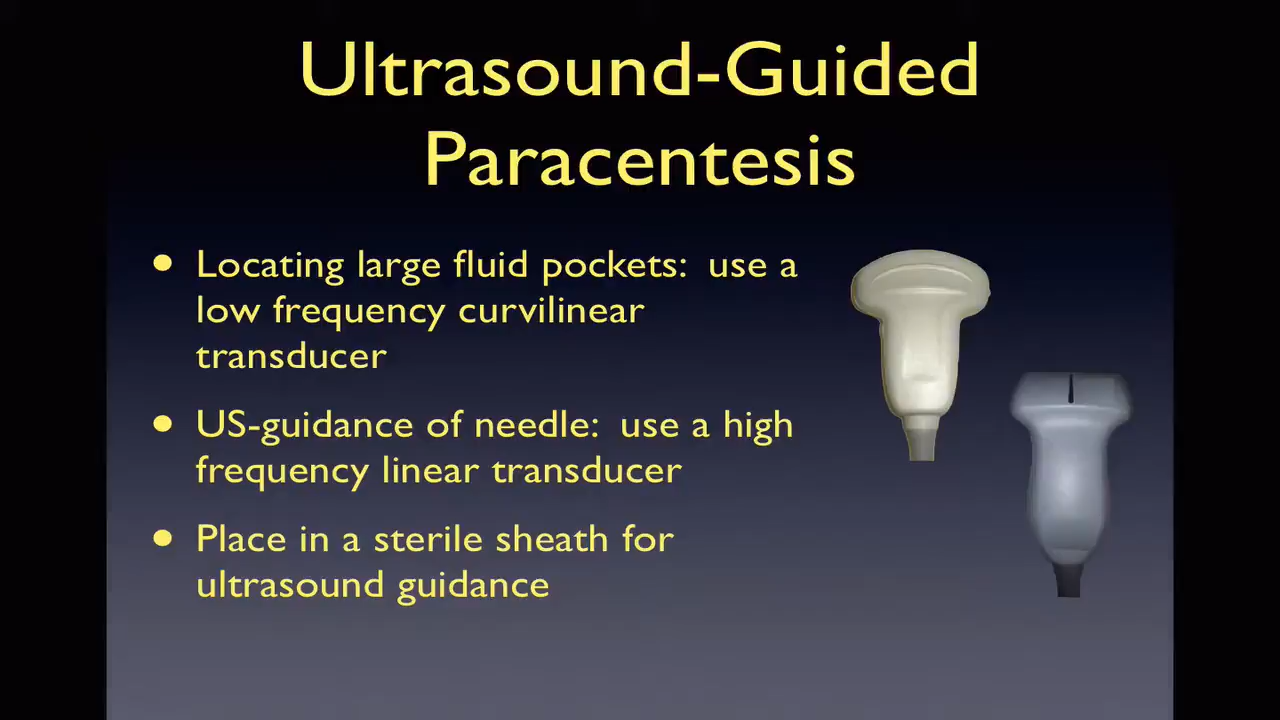 Ultrasound-Guided
Paracentesis
• Locating large fluid pockets: use a
low frequency curvilinear
transducer
• US-guidance of needle: use a high
frequency linear transducer
• Place in a sterile sheath for
ultrasound guidance